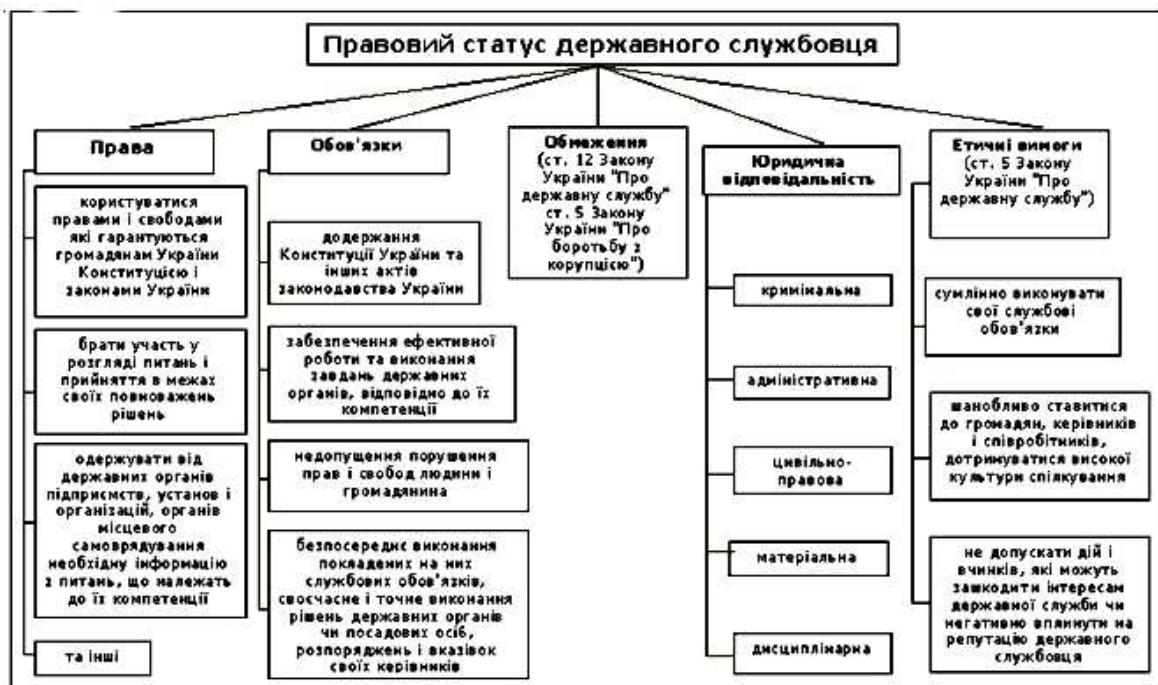 Правовий статус державного службовця
Права
користуватися
правами і свободами
які гарантуються
громадянам України
Конституцією і
законами України
брати участь у
розгляді питань і
прийняття в межах
своїх повноважень
рішень
одержувати від
державних органів
підприємств, установ і
організацій, органів
місцевого
самоврядування
необхідну інформацію
з питань, що належать
до їх компетенції
та інші
Обов'язки
додержання
Конституції України та
інших актів
законодавства України
забезпечення ефективної
роботи та виконання
завдань державних
органів, відповідно до їх
компетенції
недопущення порушення
прав і свобод людини і
громадянина
безпосереднє виконання
покладених на них
службових обов'язків,
своєчасне і точне виконання
рішень державних органів
чи посадових осіб,
розпоряджень і вказівок
своїх керівників
Обмеження
(ст. 12 Закону
України "Про
державну службу"
ст. 5 Закону
України "Про
боротьбу з
корупцією")
Юридична
відповідальність
кримінальна
адміністративна
цивільно-
правова
матеріальна
дисциплінарна
Етичні вимоги
(ст. 5 Закону
України "Про
державну службу")
сумлінно виконувати
свої службові
обов'язки
шанобливо ставитися
до громадян, керівників
і співробітників,
дотримуватися високої
культури спілкування
не допускати дій і
вчинків, які можуть
зашкодити інтересам
державної служби чи
негативно вплинути на
репутацію державного
службовця